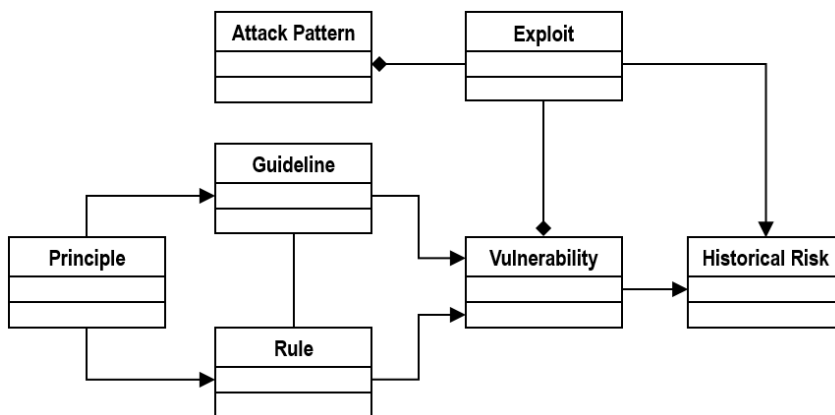 Attack Pattern
Exploit
Guideline
Principle
Vulnerability
Historical Risk
Rule